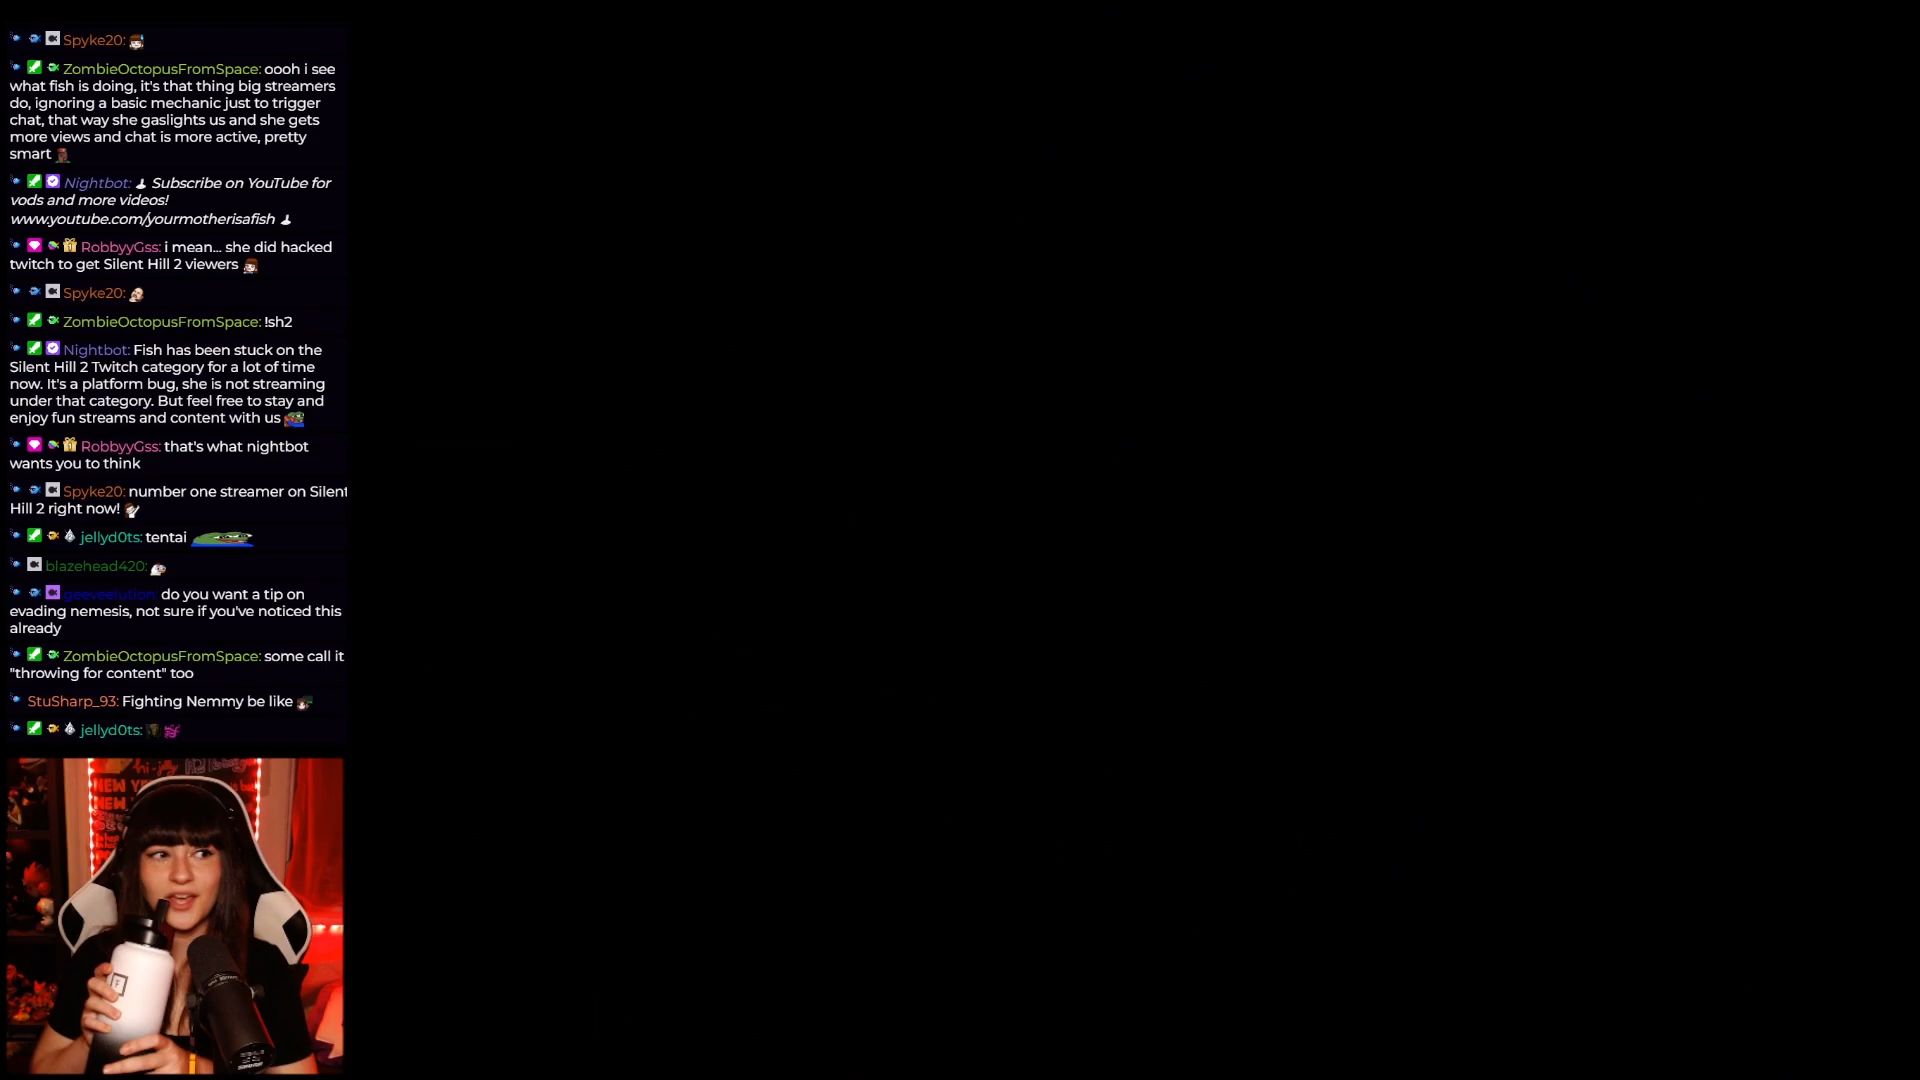 Spyke20:
ZombieOctopusFromSpace: oooh i see
what fish is doing, it's that thing big streamers
do, ignoring a basic mechanic just to trigger
chat, that way she gaslights us and she gets
more views and chat is more active, pretty
smart
Nightbot: Subscribe on YouTube for
vods and more videos!
www.youtube.com/yourmotherisafish
RobbyyGss: i mean... she did hacked
twitch to get Silent Hill 2 viewers
Spyke20:
ZombieOctopusFromSpace: !sh2
Nightbot: Fish has been stuck on the
Silent Hill 2 Twitch category for a lot of time
now. It's a platform bug, she is not streaming
under that category. But feel free to stay and
enjoy fun streams and content with us
RobbyyGss: that's what nightbot
wants you to think
Spyke20: number one streamer on Silent
Hill 2 right now!
jellyd0ts: tentai
blazehead420:
geeveelution: do you want a tip on
evading nemesis, not sure if you've noticed this
already
ZombieOctopusFromSpace: some call it
"throwing for content" too
StuSharp_93: Fighting Nemmy be like
jellyd0ts: